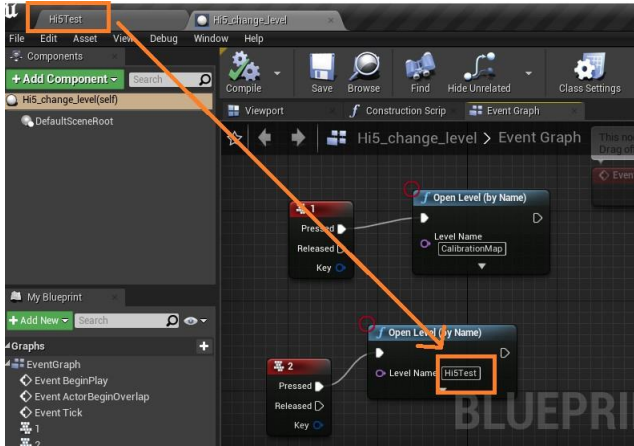 Hi5Test
Hi5_change_level
File Edit Asset View Debug Window Help
Components
+ Add Component Search
Compile Save Browse Find Hide Unrelated Class Settings
Hi5_change_level(self)
DefaultSceneRoot
Viewport Construction Scrip Event Graph
Hi5_change_level > Event Graph
This no
Drag of
Even
1
Pressed
Released
Key
Open Level (by Name)
Level Name
CalibrationMap
My Blueprint
+ Add New Search
Graphs
EventGraph
Event BeginPlay
Event ActorBeginOverlap
Event Tick
1
2
2
Pressed
Released
Key
Open Level (by Name)
Level Name Hi5Test
BLUEPRI